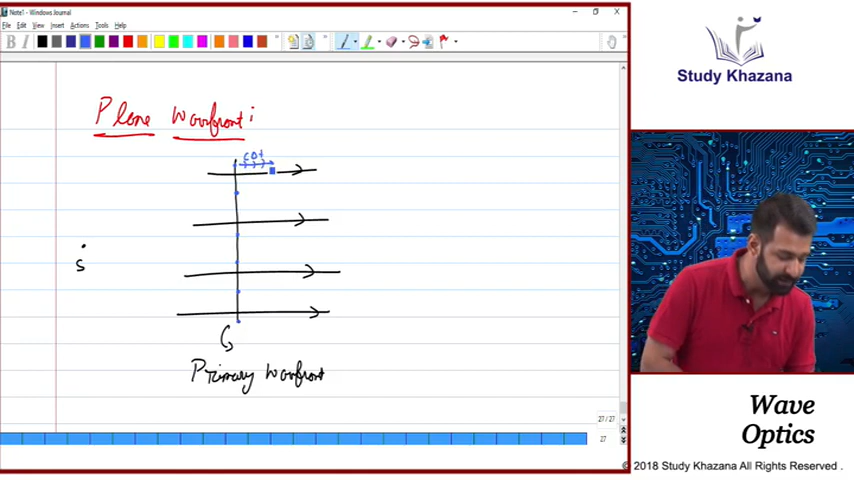 Note1 - Windows Journal
File Edit View Insert Actions Tools Help
B I
Study Khazana
Plane Wavefront :
CΔt
S
Primary Wavefront
27 / 27
27
Wave
Optics
© 2018 Study Khazana All Rights Reserved .